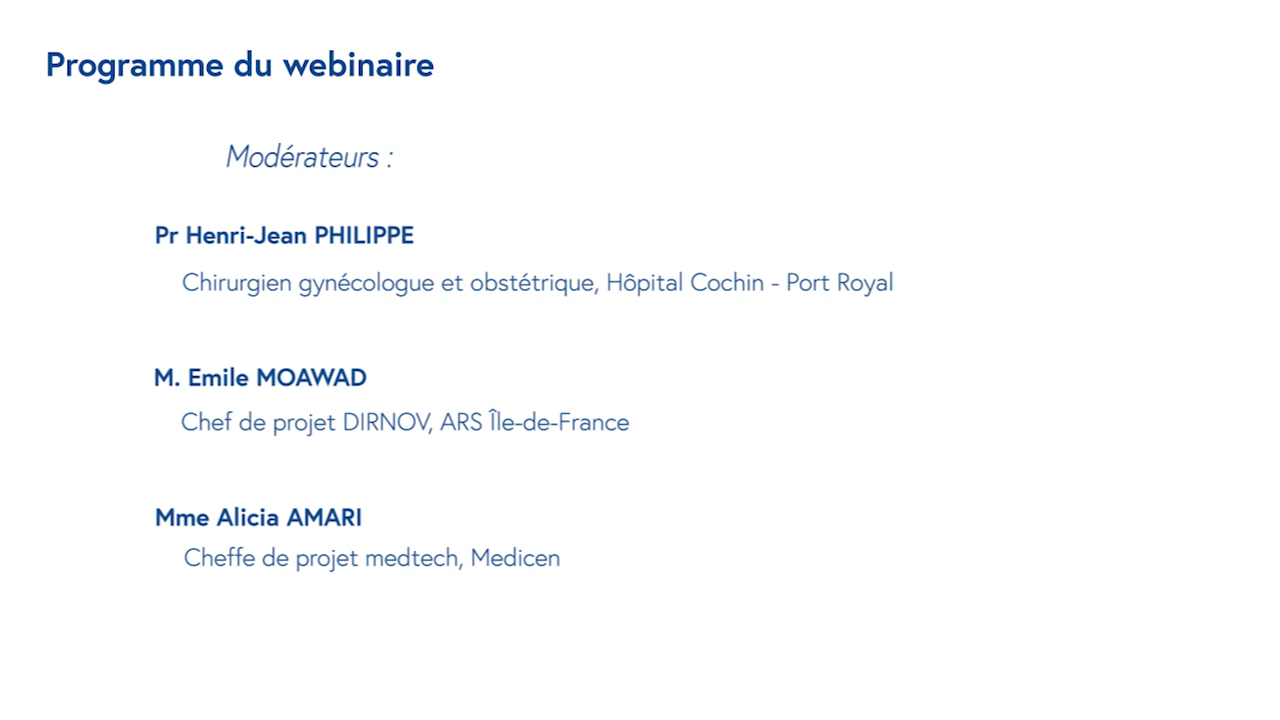 Programme du webinaire
Modérateurs :
Pr Henri-Jean PHILIPPE
Chirurgien gynécologue et obstétrique, Hôpital Cochin - Port Royal
M. Emile MOAWAD
Chef de projet DIRNOV, ARS Île-de-France
Mme Alicia AMARI
Cheffe de projet medtech, Medicen